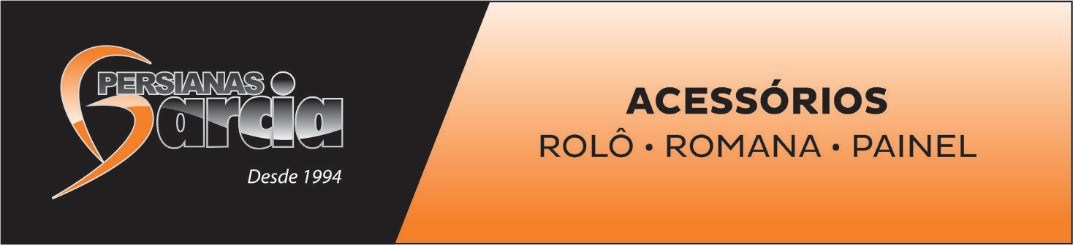 PERSIANAS
Garcia
Desde 1994
ACESSÓRIOS
ROLÔ • ROMANA • PAINEL